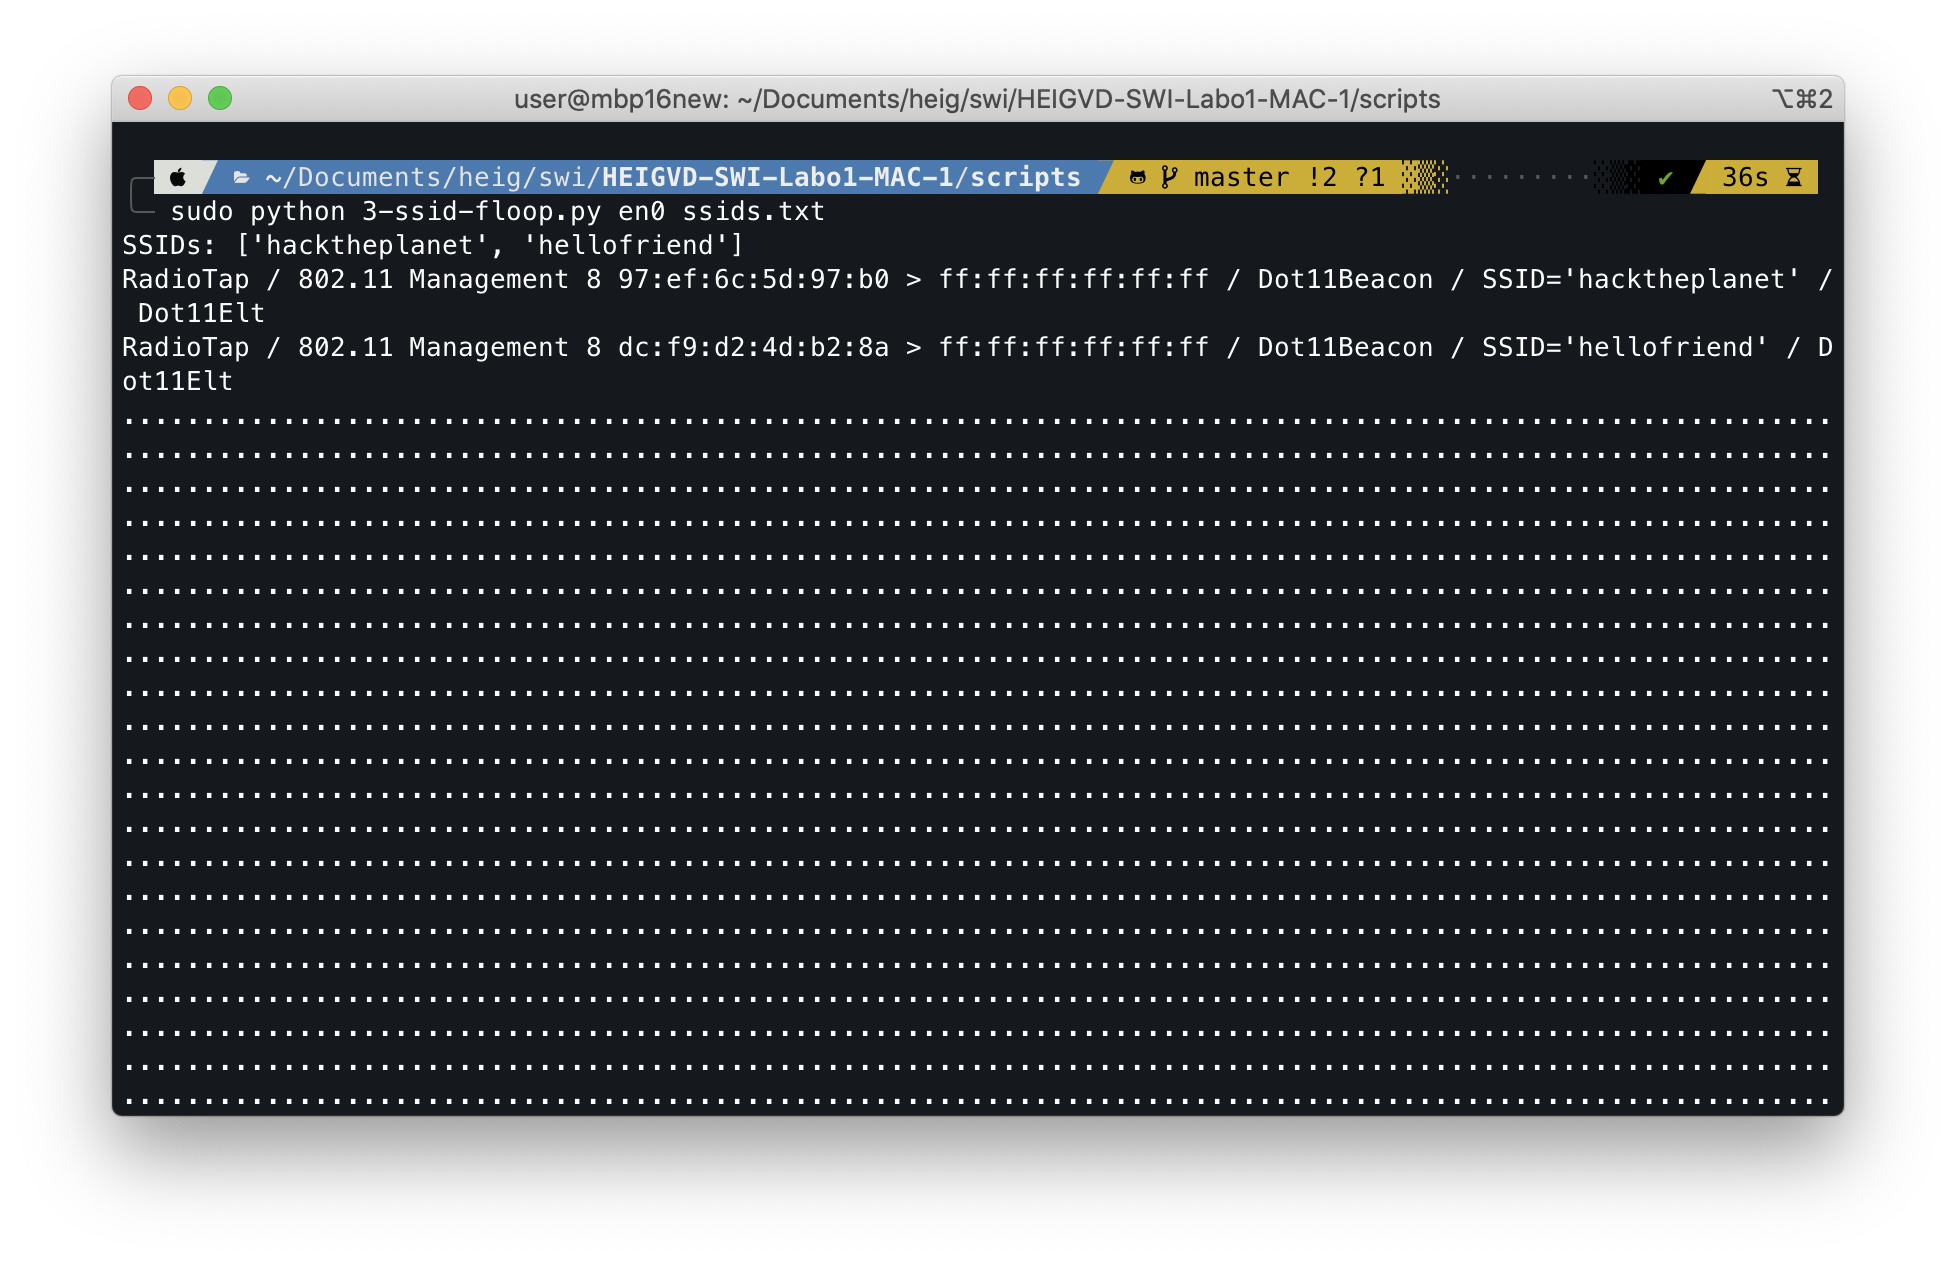 user@mbp16new: ~/Documents/heig/swi/HEIGVD-SWI-Labo1-MAC-1/scripts ⌥⌘2
~/Documents/heig/swi/HEIGVD-SWI-Labo1-MAC-1/scripts master !2 ?1 ✔ 36s
sudo python 3-ssid-floop.py en0 ssids.txt
SSIDs: ['hacktheplanet', 'hellofriend']
RadioTap / 802.11 Management 8 97:ef:6c:5d:97:b0 > ff:ff:ff:ff:ff:ff / Dot11Beacon / SSID='hacktheplanet' /
 Dot11Elt
RadioTap / 802.11 Management 8 dc:f9:d2:4d:b2:8a > ff:ff:ff:ff:ff:ff / Dot11Beacon / SSID='hellofriend' / D
ot11Elt